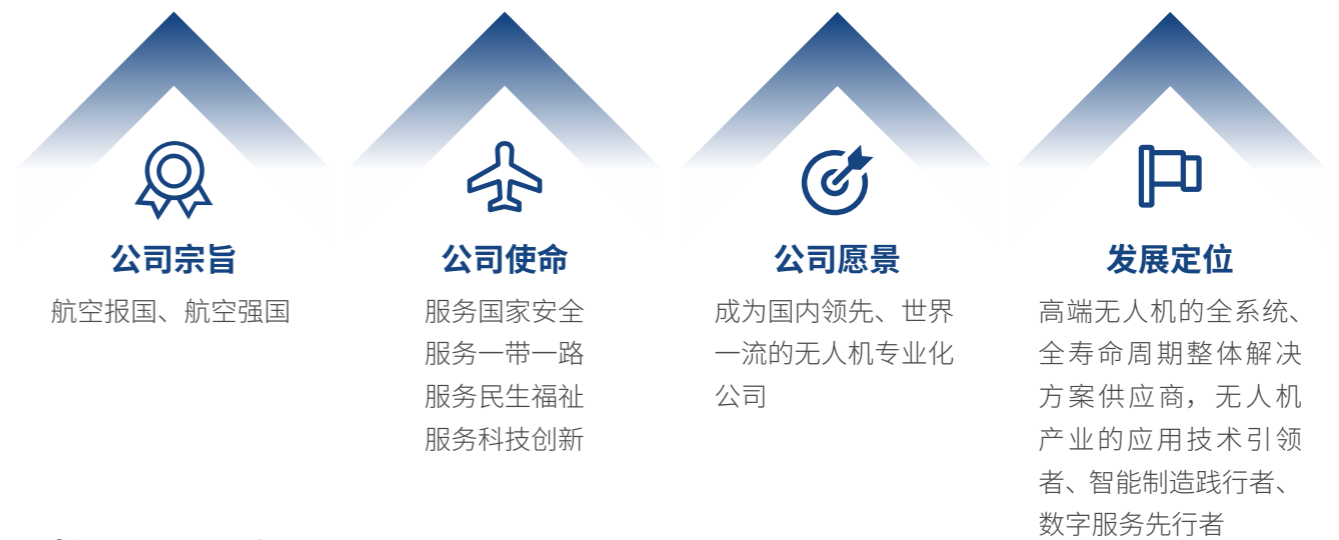 公司宗旨
航空报国、航空强国
公司使命
服务国家安全
服务一带一路
服务民生福祉
服务科技创新
公司愿景
成为国内领先、世界
一流的无人机专业化
公司
发展定位
高端无人机的全系统、
全寿命周期整体解决
方案供应商，无人机
产业的应用技术引领
者、智能制造践行者、
数字服务先行者